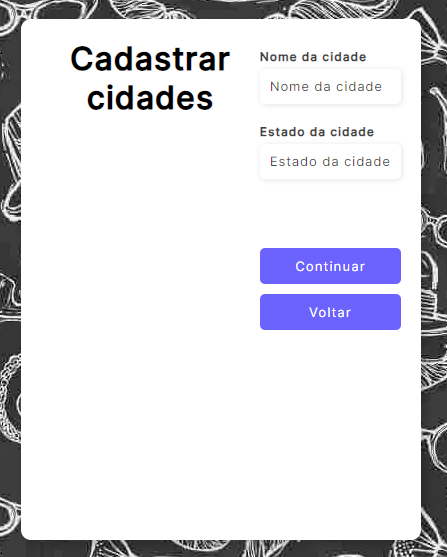 Cadastrar
cidades
Nome da cidade
Nome da cidade
Estado da cidade
Estado da cidade
Continuar
Voltar